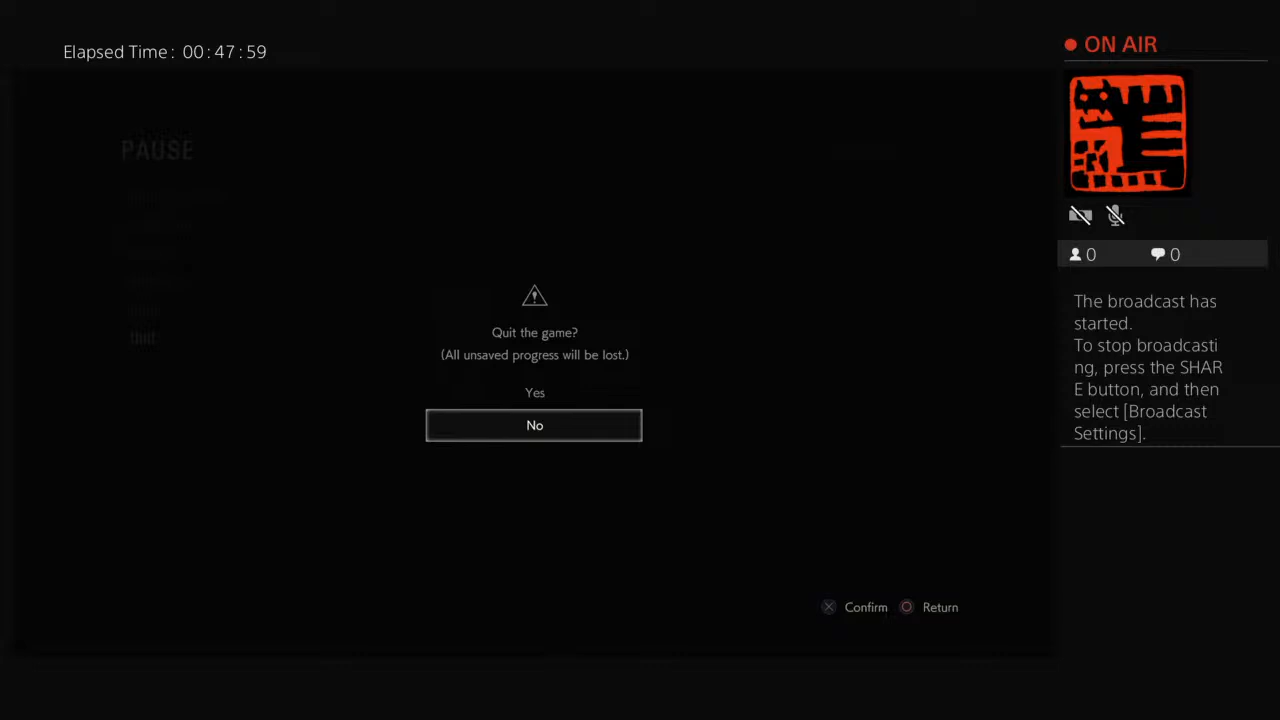 Elapsed Time: 00:47:59
ON AIR
PAUSE
0
0
Quit the game?
(All unsaved progress will be lost.)
Yes
No
Confirm
Return
The broadcast has
started.
To stop broadcasti
ng, press the SHAR
E button, and then
select [Broadcast
Settings].